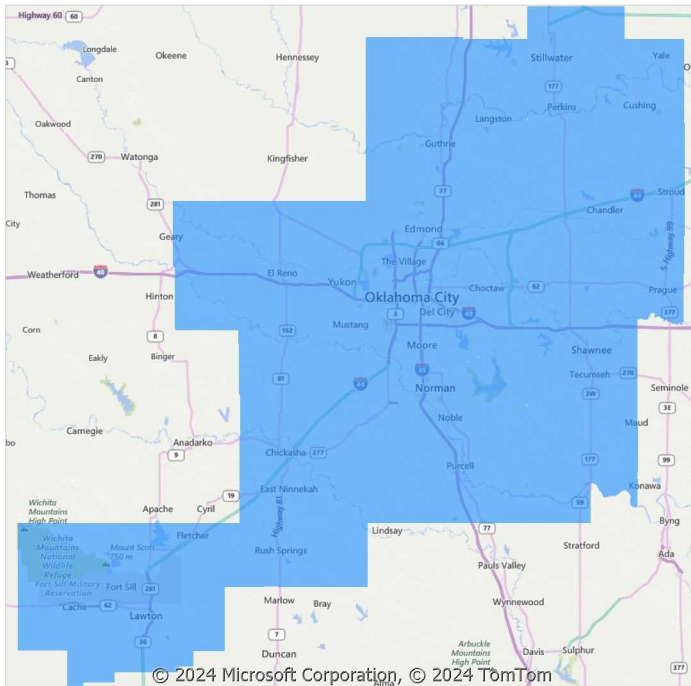 Highway 60
60
Longdale
Okeene
Hennessey
Stillwater
Yale
Canton
177
Perkins
Cushing
Langston
Oakwood
Guthrie
270
Watonga
Kingfisher
77
44
Stroud
Thomas
281
Chandler
City
Edmond
Geary
66
S Highway 99
The Village
Weatherford
40
El Reno
Yukon
Choctaw
62
Prague
Hinton
Oklahoma City
Del City
40
377
Corn
3
Mustang
8
152
Moore
Shawnee
Eakly
Binger
35
Tecumseh
270
81
44
Norman
Seminole
3W
3E
Noble
Maud
Carnegie
Anadarko
9
Chickasha
277
Purcell
177
99
East Ninnekah
Konawa
19
59
Wichita
Mountains
High Point
Apache
Cyril
Highway 81
Byng
Fletcher
Lindsay
77
Wichita
Mountains
National
Wildlife
Refuge
Mount Scott
750 m
Rush Springs
Stratford
Ada
Pauls Valley
Fort Sill Military
Reservation
Fort Sill
281
Cache
62
Marlow
Bray
Wynnewood
Lawton
36
7
Duncan
Arbuckle
Mountains
High Point
Davis
Sulphur
377
Alma
© 2024 Microsoft Corporation, © 2024 TomTom